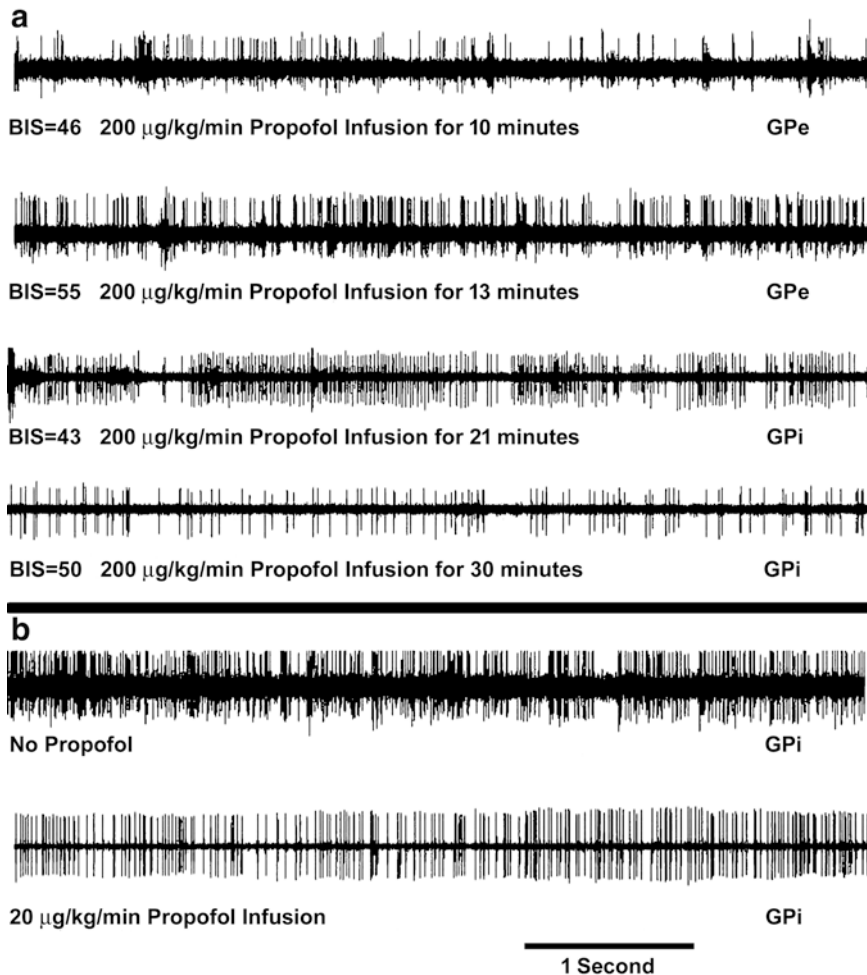 a
BIS=46 200 μg/kg/min Propofol Infusion for 10 minutes GPe
BIS=55 200 μg/kg/min Propofol Infusion for 13 minutes GPe
BIS=43 200 μg/kg/min Propofol Infusion for 21 minutes GPi
BIS=50 200 μg/kg/min Propofol Infusion for 30 minutes GPi
b
No Propofol GPi
20 μg/kg/min Propofol Infusion GPi
1 Second